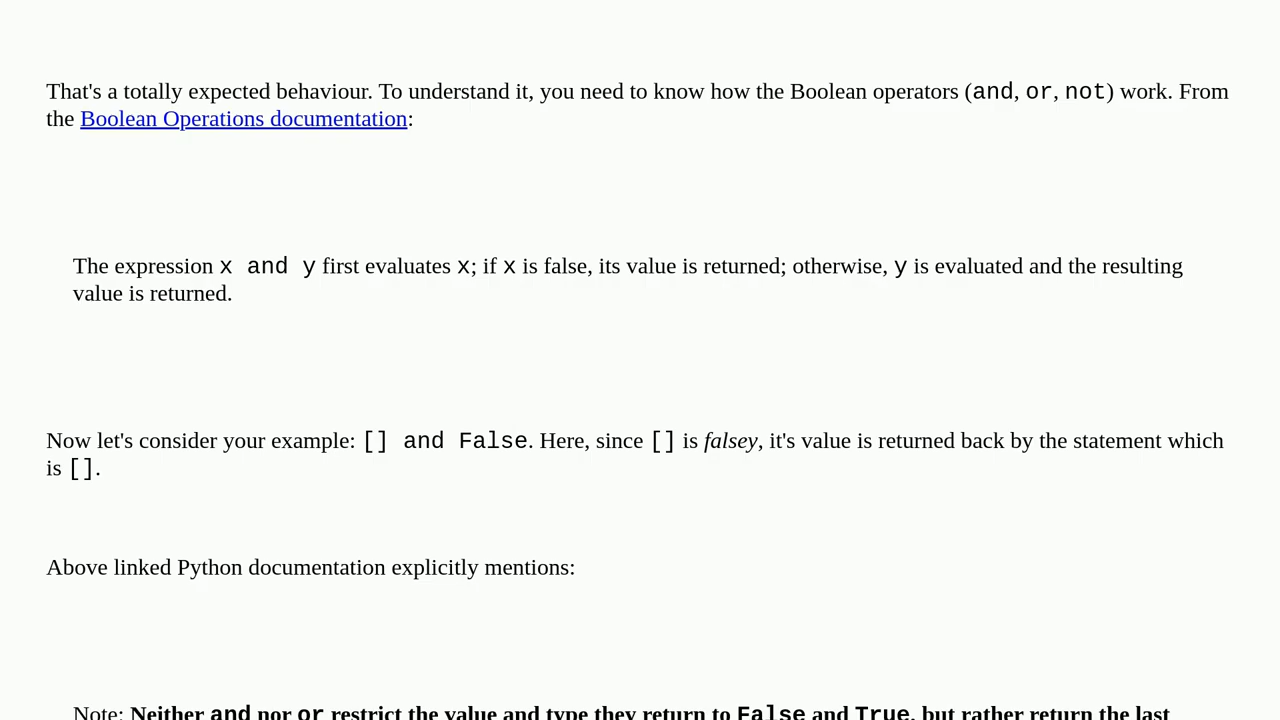 That's a totally expected behaviour. To understand it, you need to know how the Boolean operators (and, or, not) work. From
the Boolean Operations documentation:
The expression x and y first evaluates x; if x is false, its value is returned; otherwise, y is evaluated and the resulting
value is returned.
Now let's consider your example: [] and False. Here, since [] is falsey, it's value is returned back by the statement which
is [].
Above linked Python documentation explicitly mentions:
Note: Neither and nor or restrict the value and type they return to False and True, but rather return the last